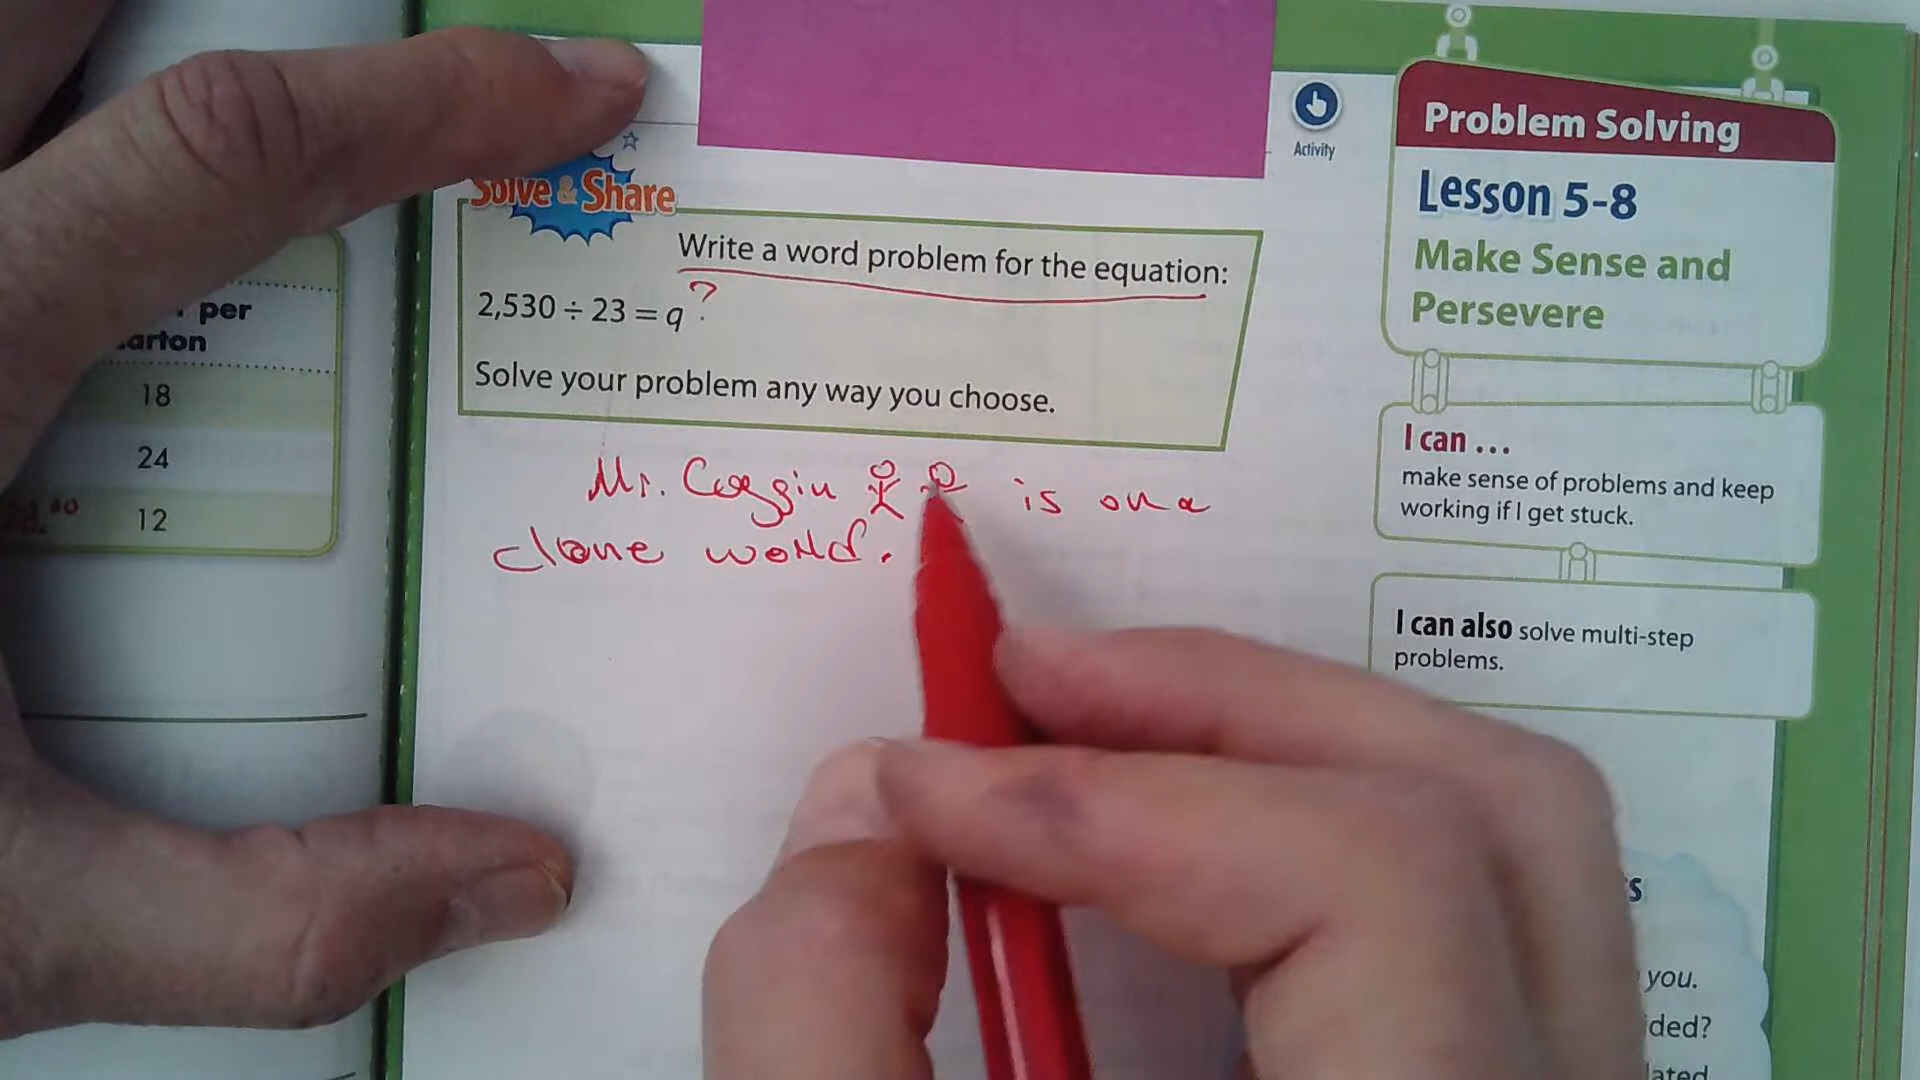 per
arton
18
24
12
Solve & Share
Write a word problem for the equation:
2,530 ÷ 23 = q ?
Solve your problem any way you choose.
Mr. Coggin is on a
clone world.
Activity
Problem Solving
Lesson 5-8
Make Sense and
Persevere
I can ...
make sense of problems and keep
working if I get stuck.
I can also solve multi-step
problems.
s
you.
ided?
lated